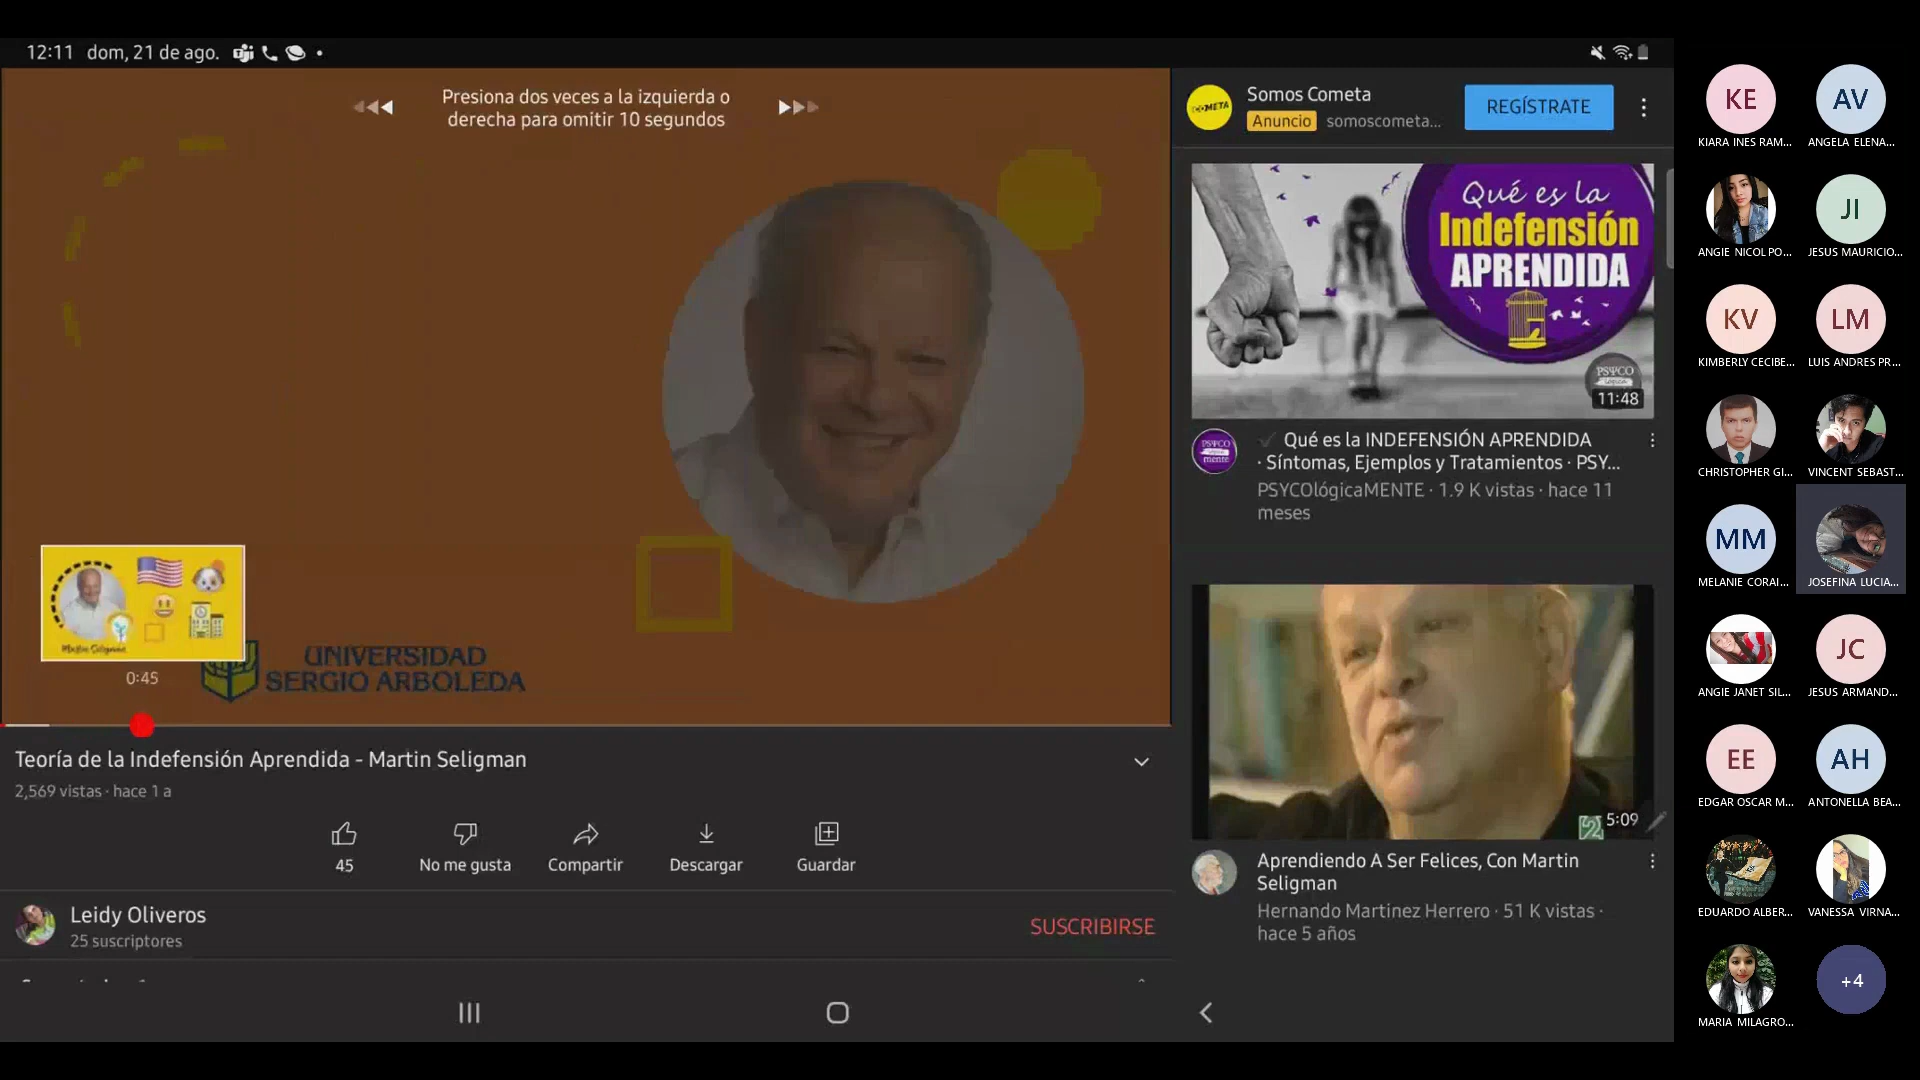 12:11 dom, 21 de ago.
Presiona dos veces a la izquierda o
derecha para omitir 10 segundos
Martin Seligman
0:45
UNIVERSIDAD
SERGIO ARBOLEDA
Teoría de la Indefensión Aprendida - Martin Seligman
2,569 vistas · hace 1 a
45
No me gusta
Compartir
Descargar
Guardar
Leidy Oliveros
25 suscriptores
SUSCRIBIRSE
COMETA
Somos Cometa
Anuncio somoscometa...
REGÍSTRATE
Qué es la
Indefensión
APRENDIDA
PSYCO
11:48
PSYCO
mente
Qué es la INDEFENSIÓN APRENDIDA
· Síntomas, Ejemplos y Tratamientos · PSY...
PSYCOlógicaMENTE · 1.9 K vistas · hace 11
meses
2
5:09
Aprendiendo A Ser Felices, Con Martin
Seligman
Hernando Martinez Herrero · 51 K vistas ·
hace 5 años
KE
KIARA INES RAM...
AV
ANGELA ELENA...
ANGIE NICOL PO...
JI
JESUS MAURICIO...
KV
KIMBERLY CECIBE...
LM
LUIS ANDRES PR...
CHRISTOPHER GI...
VINCENT SEBAST...
MM
MELANIE CORAI...
JOSEFINA LUCIA...
ANGIE JANET SIL...
JC
JESUS ARMAND...
EE
EDGAR OSCAR M...
AH
ANTONELLA BEA...
EDUARDO ALBER...
VANESSA VIRNA...
MARIA MILAGRO...
+4